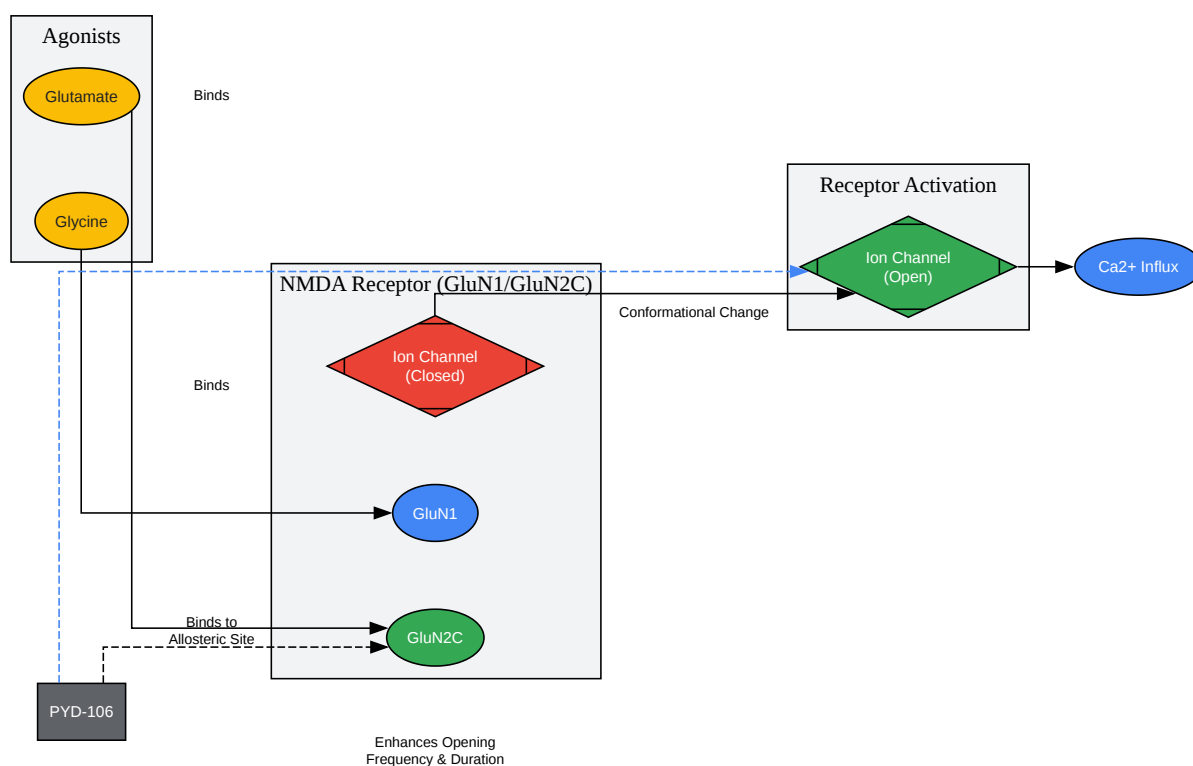 Agonists
Glutamate
Binds
Glycine
Receptor Activation
Ion Channel
(Open)
Ca2+ Influx
NMDA Receptor (GluN1/GluN2C)
Conformational Change
Ion Channel
(Closed)
Binds
GluN1
Binds to
Allosteric Site
GluN2C
PYD-106
Enhances Opening
Frequency & Duration